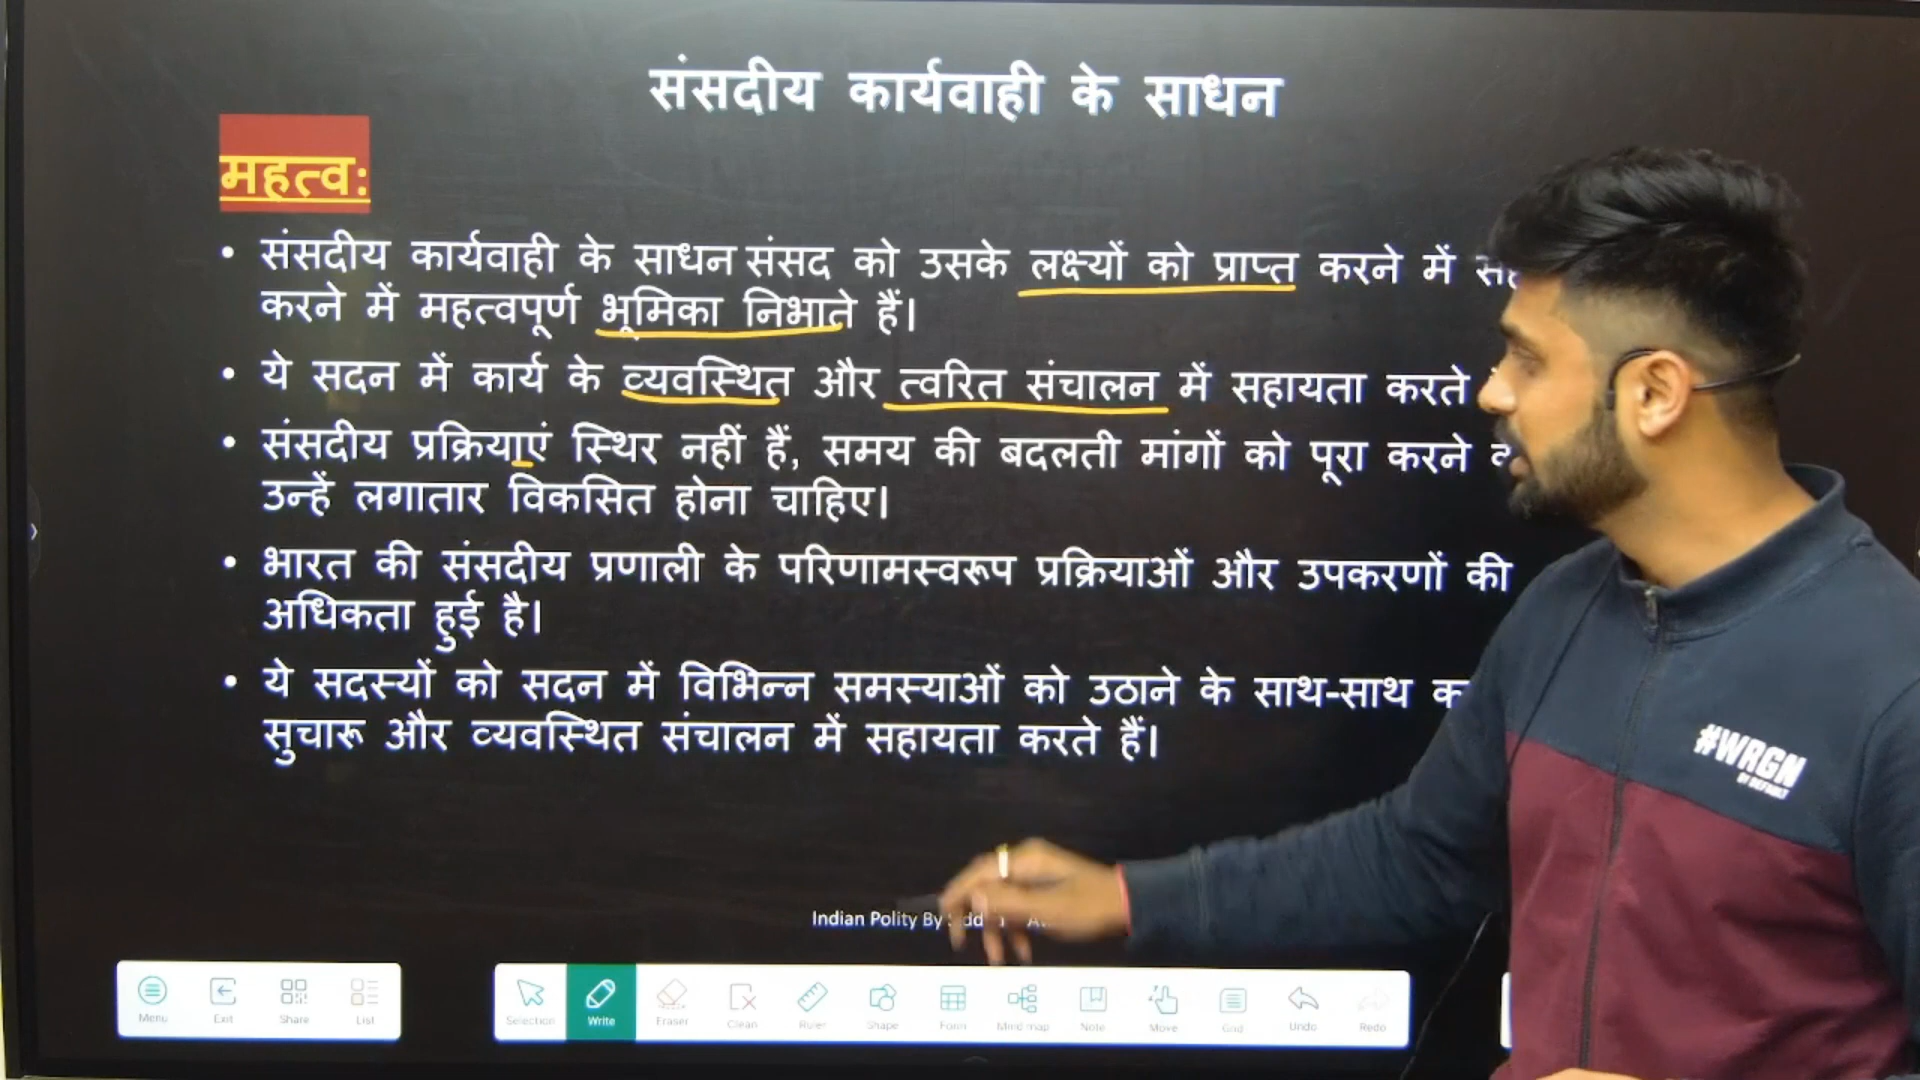 संसदीय कार्यवाही के साधन
महत्व:
• संसदीय कार्यवाही के साधन संसद को उसके लक्ष्यों को प्राप्त करने में
करने में महत्वपूर्ण भूमिका निभाते हैं।
• ये सदन में कार्य के व्यवस्थित और त्वरित संचालन में सहायता करते
• संसदीय प्रक्रियाएं स्थिर नहीं हैं, समय की बदलती मांगों को पूरा करने
उन्हें लगातार विकसित होना चाहिए।
• भारत की संसदीय प्रणाली के परिणामस्वरूप प्रक्रियाओं और उपकरणों की
अधिकता हुई है।
• ये सदस्यों को सदन में विभिन्न समस्याओं को उठाने के साथ-साथ
सुचारू और व्यवस्थित संचालन में सहायता करते हैं।
#WRGN
BY DEFAULT
Indian Polity By
Menu Exit Share List
Selection Write Eraser Clean Ruler Shape Form Mind map Note Move Grid Undo Redo